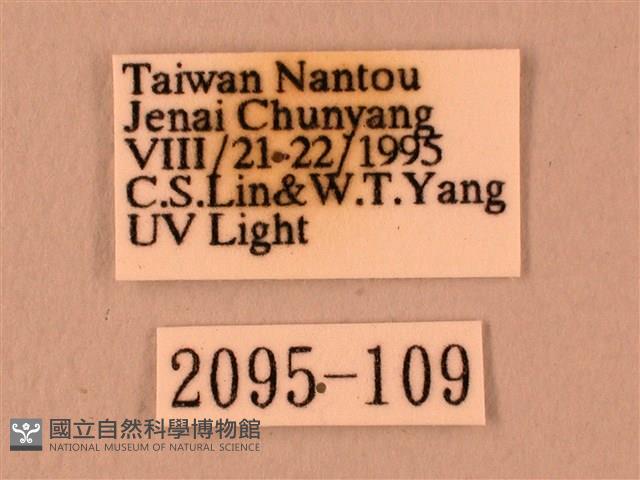 Taiwan Nantou
Jenai Chunyang
VIII/21-22/1995
C.S.Lin&W.T.Yang
UV Light
2095-109
國立自然科學博物館
NATIONAL MUSEUM OF NATURAL SCIENCE